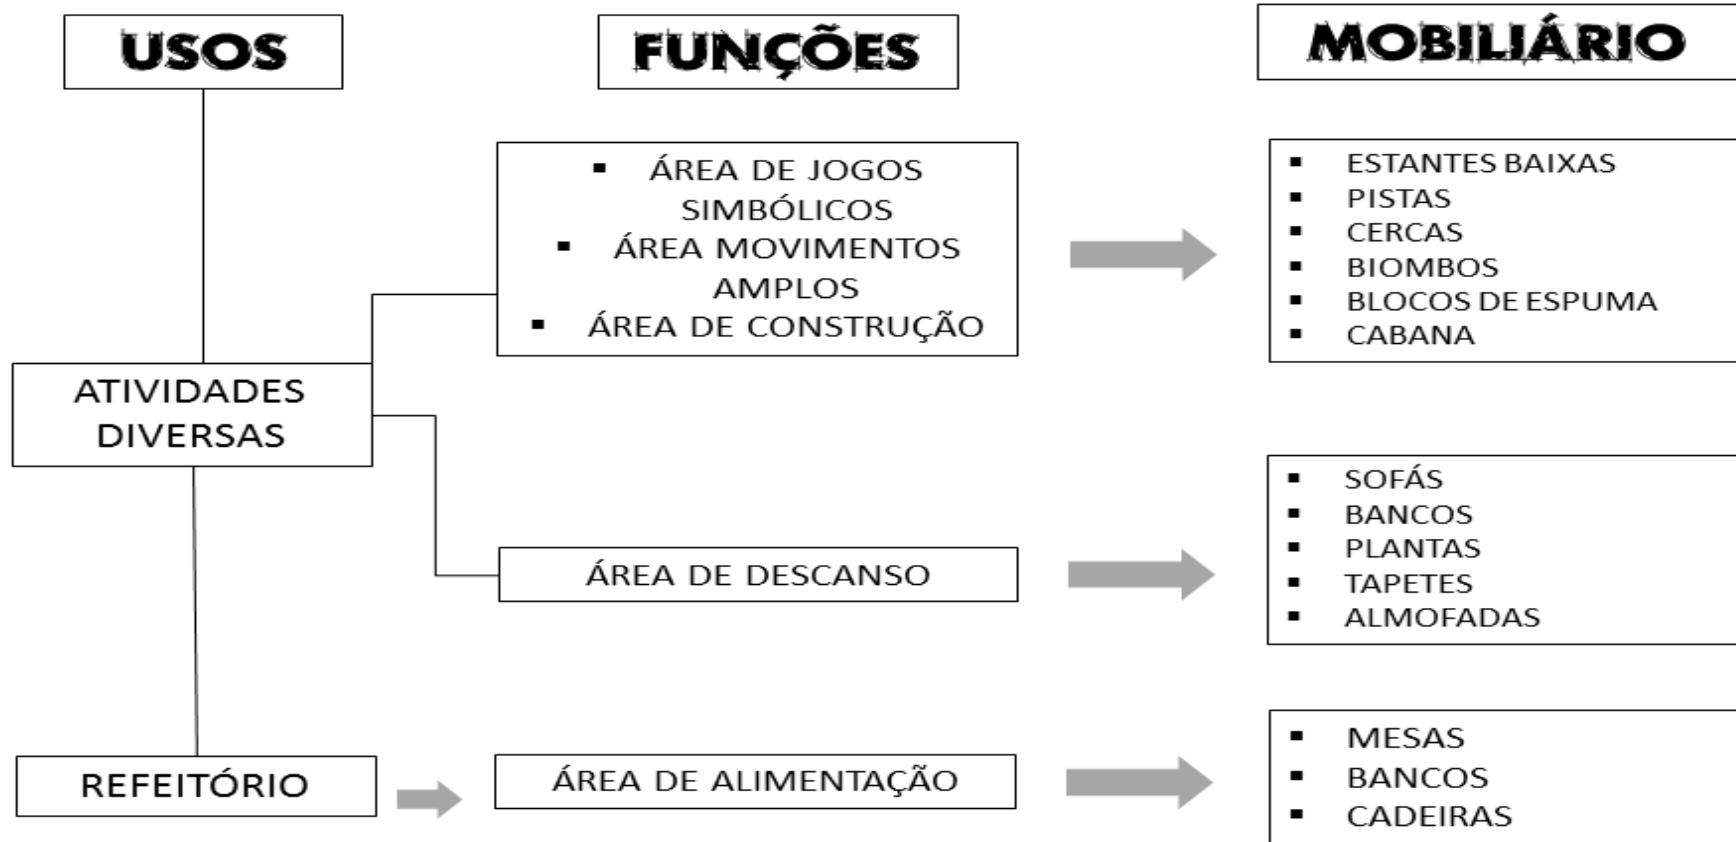 USOS
FUNÇÕES
MOBILIÁRIO
ATIVIDADES
DIVERSAS
▪ ÁREA DE JOGOS
SIMBÓLICOS
▪ ÁREA MOVIMENTOS
AMPLOS
▪ ÁREA DE CONSTRUÇÃO
▪ ESTANTES BAIXAS
▪ PISTAS
▪ CERCAS
▪ BIOMBOS
▪ BLOCOS DE ESPUMA
▪ CABANA
ÁREA DE DESCANSO
▪ SOFÁS
▪ BANCOS
▪ PLANTAS
▪ TAPETES
▪ ALMOFADAS
REFEITÓRIO
ÁREA DE ALIMENTAÇÃO
▪ MESAS
▪ BANCOS
▪ CADEIRAS